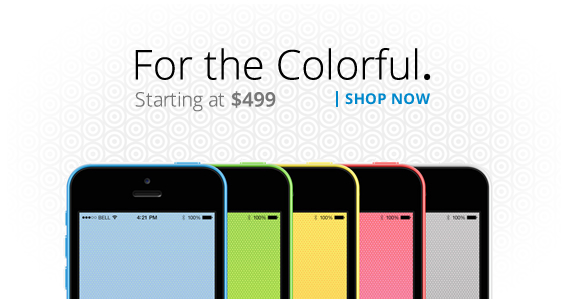 For the Colorful.
Starting at $499
| SHOP NOW
BELL 4:21 PM 100% 100% 100% 100% 100%